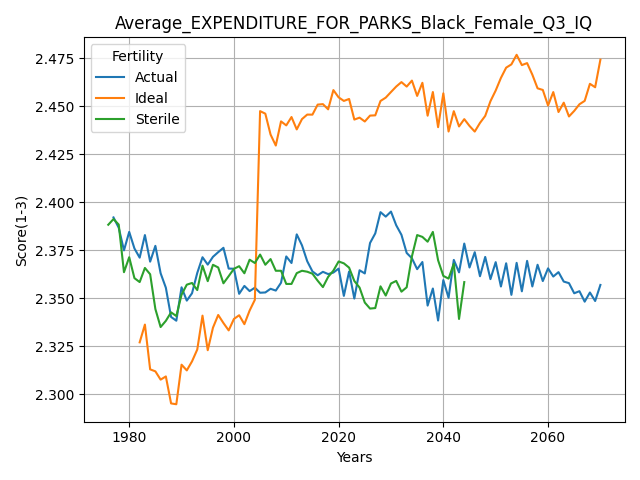 Average_EXPENDITURE_FOR_PARKS_Black_Female_Q3_IQ
Fertility
Actual
Ideal
Sterile
Score(1-3)
2.475
2.450
2.425
2.400
2.375
2.350
2.325
2.300
1980
2000
2020
2040
2060
Years